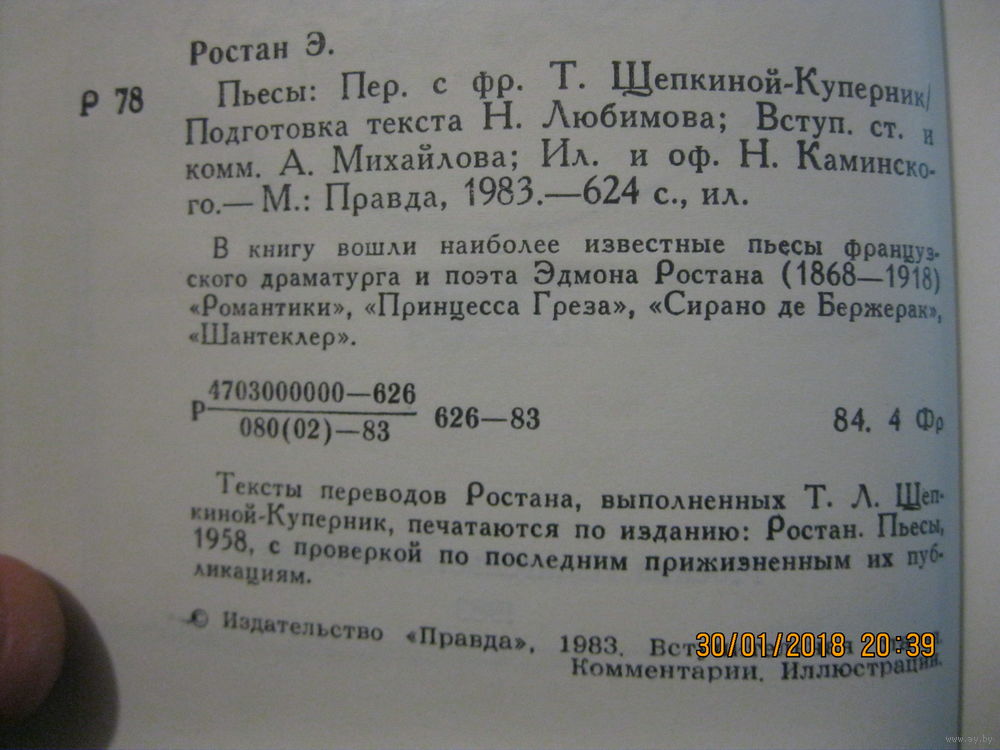 Ростан Э.
Р 78
Пьесы: Пер. с фр. Т. Щепкиной-Куперник/
Подготовка текста Н. Любимова; Вступ. ст. и
комм. А. Михайлова; Ил. и оф. Н. Каминско-
го.— М.: Правда, 1983.—624 с., ил.
В книгу вошли наиболее известные пьесы француз-
ского драматурга и поэта Эдмона Ростана (1868—1918)
«Романтики», «Принцесса Греза», «Сирано де Бержерак»,
«Шантеклер».
4703000000—626
Р 626—83 84. 4 Фр
080(02)—83
Тексты переводов Ростана, выполненных Т. Л. Щеп-
киной-Куперник, печатаются по изданию: Ростан. Пьесы,
1958, с проверкой по последним прижизненным их пуб-
ликациям.
© Издательство «Правда», 1983.
30/01/2018 20:39
Комментарии. Иллюстрации.
www.ay.by